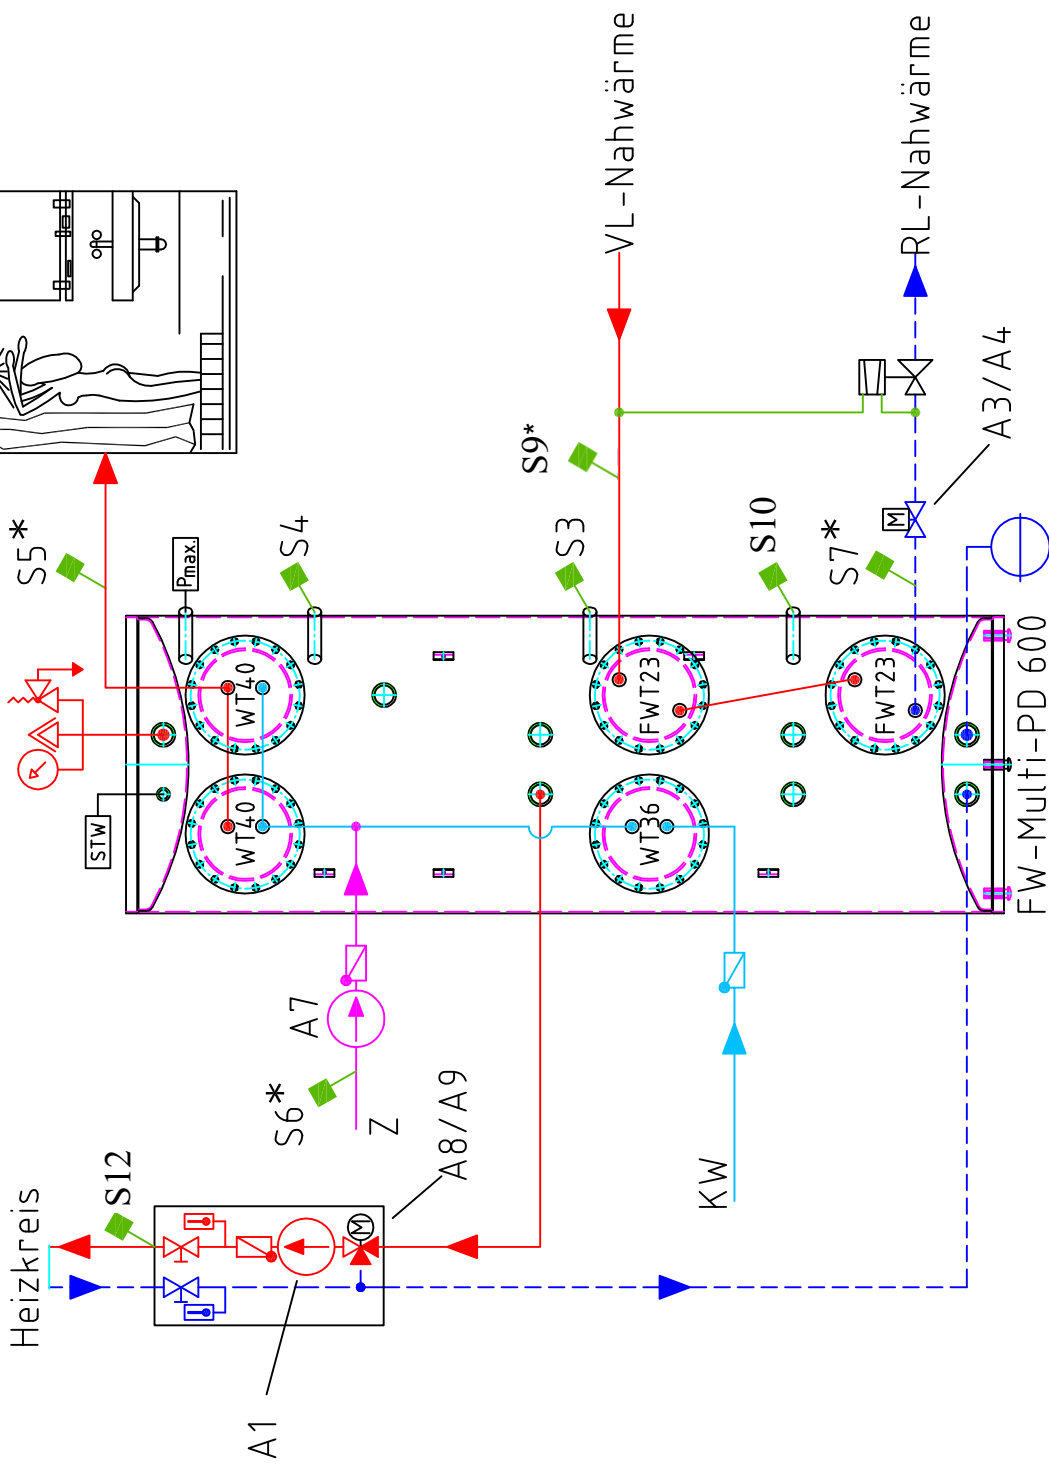 Heizkreis
S12
A1
A8/A9
S6*
Z
A7
KW
M
STW
S5*
Pmax.
S4
WT40
WT40
S3
S9*
FWT23
WT36
S10
S7*
FWT23
M
A3/A4
VL-Nahwärme
RL-Nahwärme
FW-Multi-PD 600